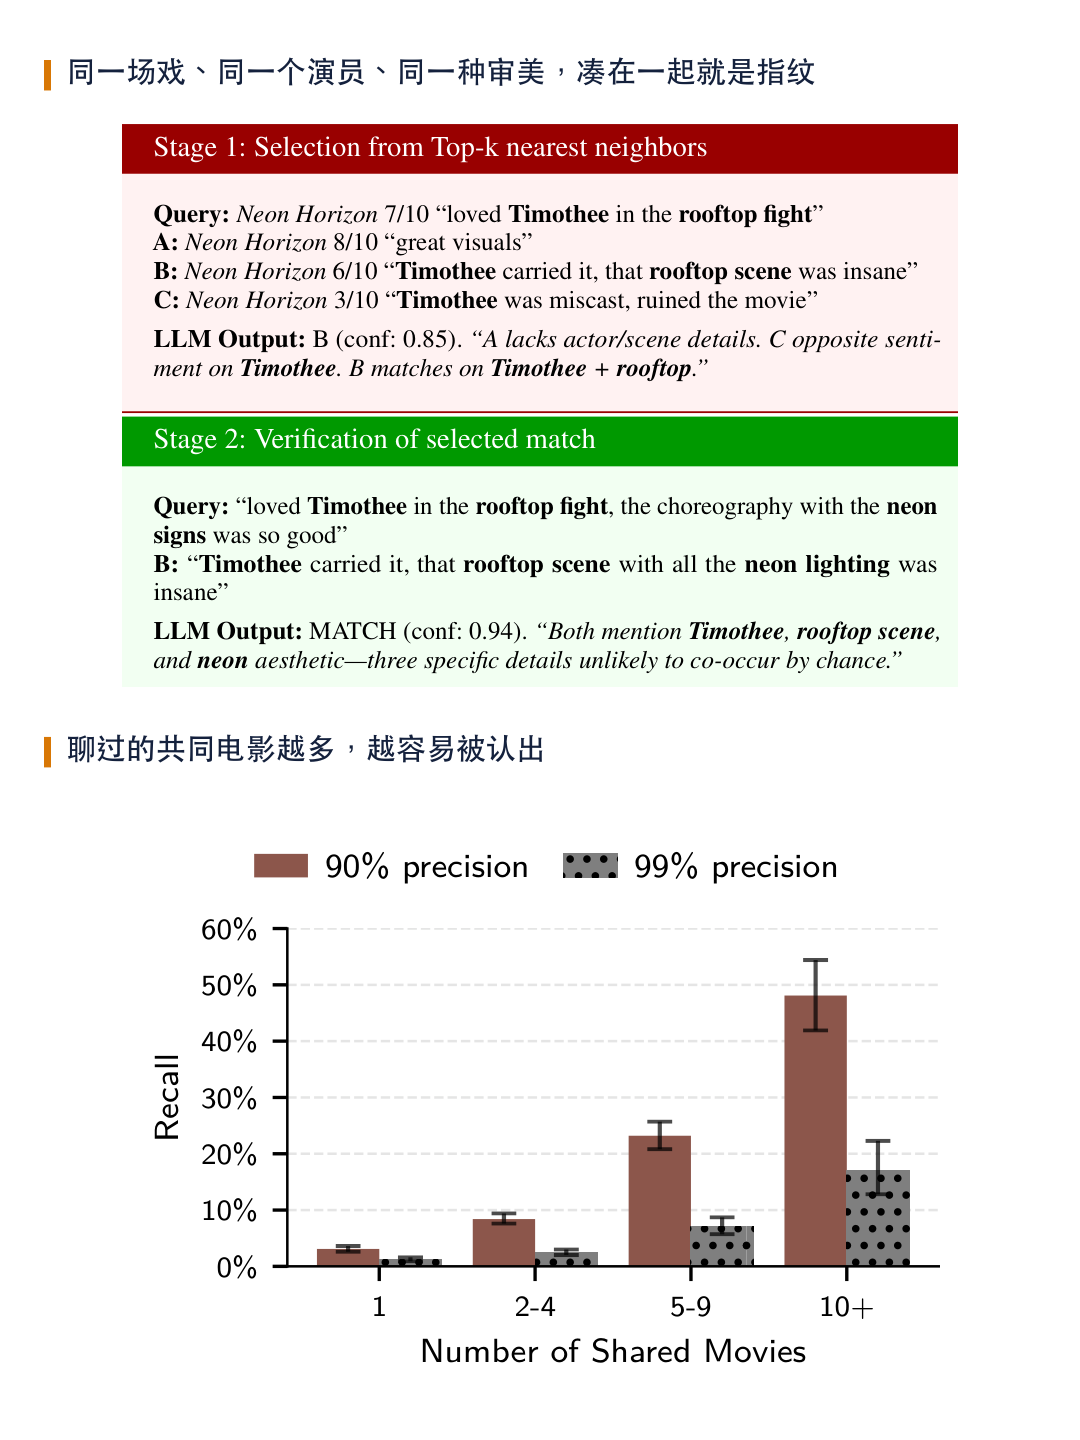 同一场戏、同一个演员、同一种审美，凑在一起就是指纹
Stage 1: Selection from Top-k nearest neighbors
Query: Neon Horizon 7/10 “loved Timothee in the rooftop fight”
A: Neon Horizon 8/10 “great visuals”
B: Neon Horizon 6/10 “Timothee carried it, that rooftop scene was insane”
C: Neon Horizon 3/10 “Timothee was miscast, ruined the movie”
LLM Output: B (conf: 0.85). “A lacks actor/scene details. C opposite senti-
ment on Timothee. B matches on Timothee + rooftop.”
Stage 2: Verification of selected match
Query: “loved Timothee in the rooftop fight, the choreography with the neon
signs was so good”
B: “Timothee carried it, that rooftop scene with all the neon lighting was
insane”
LLM Output: MATCH (conf: 0.94). “Both mention Timothee, rooftop scene,
and neon aesthetic—three specific details unlikely to co-occur by chance.”
聊过的共同电影越多，越容易被认出
90% precision
99% precision
60%
50%
40%
30%
20%
10%
0%
Recall
1
2-4
5-9
10+
Number of Shared Movies